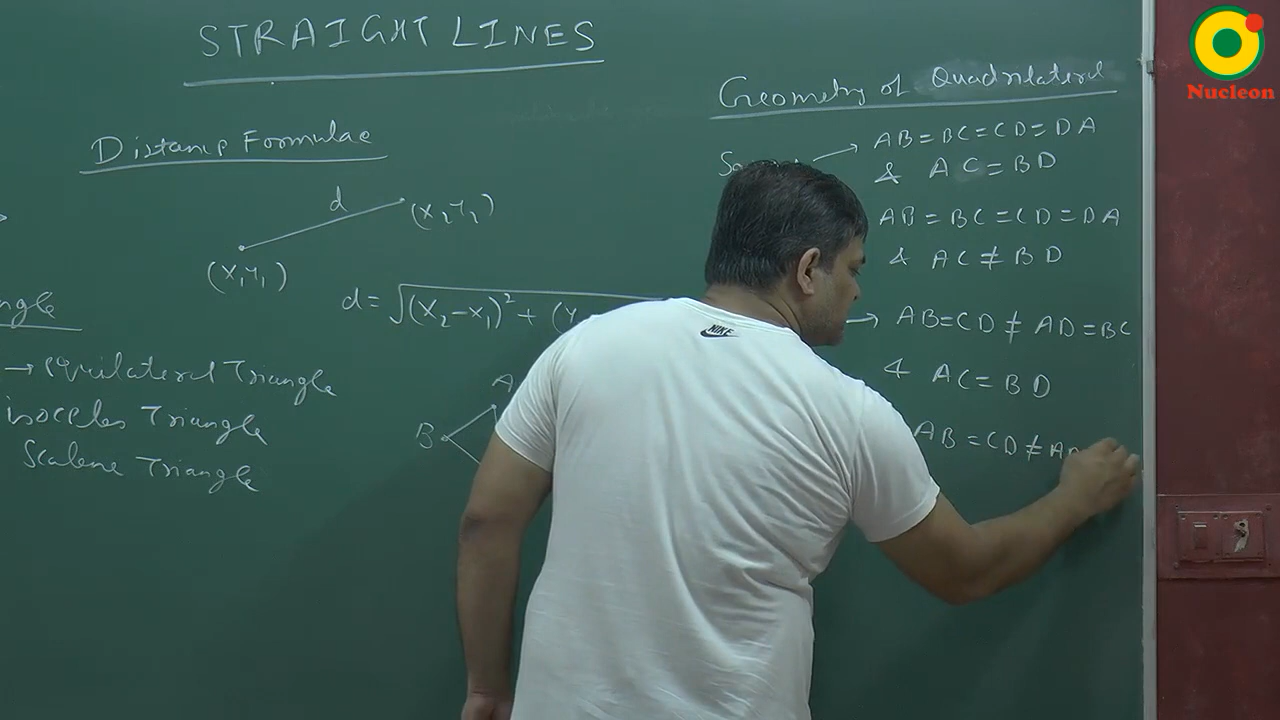 STRAIGHT LINES
Nucleon
Geometry of Quadrilateral
Distance Formulae
AB=BC=CD=DA
& AC=BD
d
(x₂,y₂)
(x₁,y₁)
AB=BC=CD=DA
& AC≠BD
d=√(x₂-x₁)²+(y
→ AB=CD≠AD=BC
& AC=BD
→ equilateral Triangle
isoceles Triangle
Scalene Triangle
A
B
AB=CD≠AD
NIKE